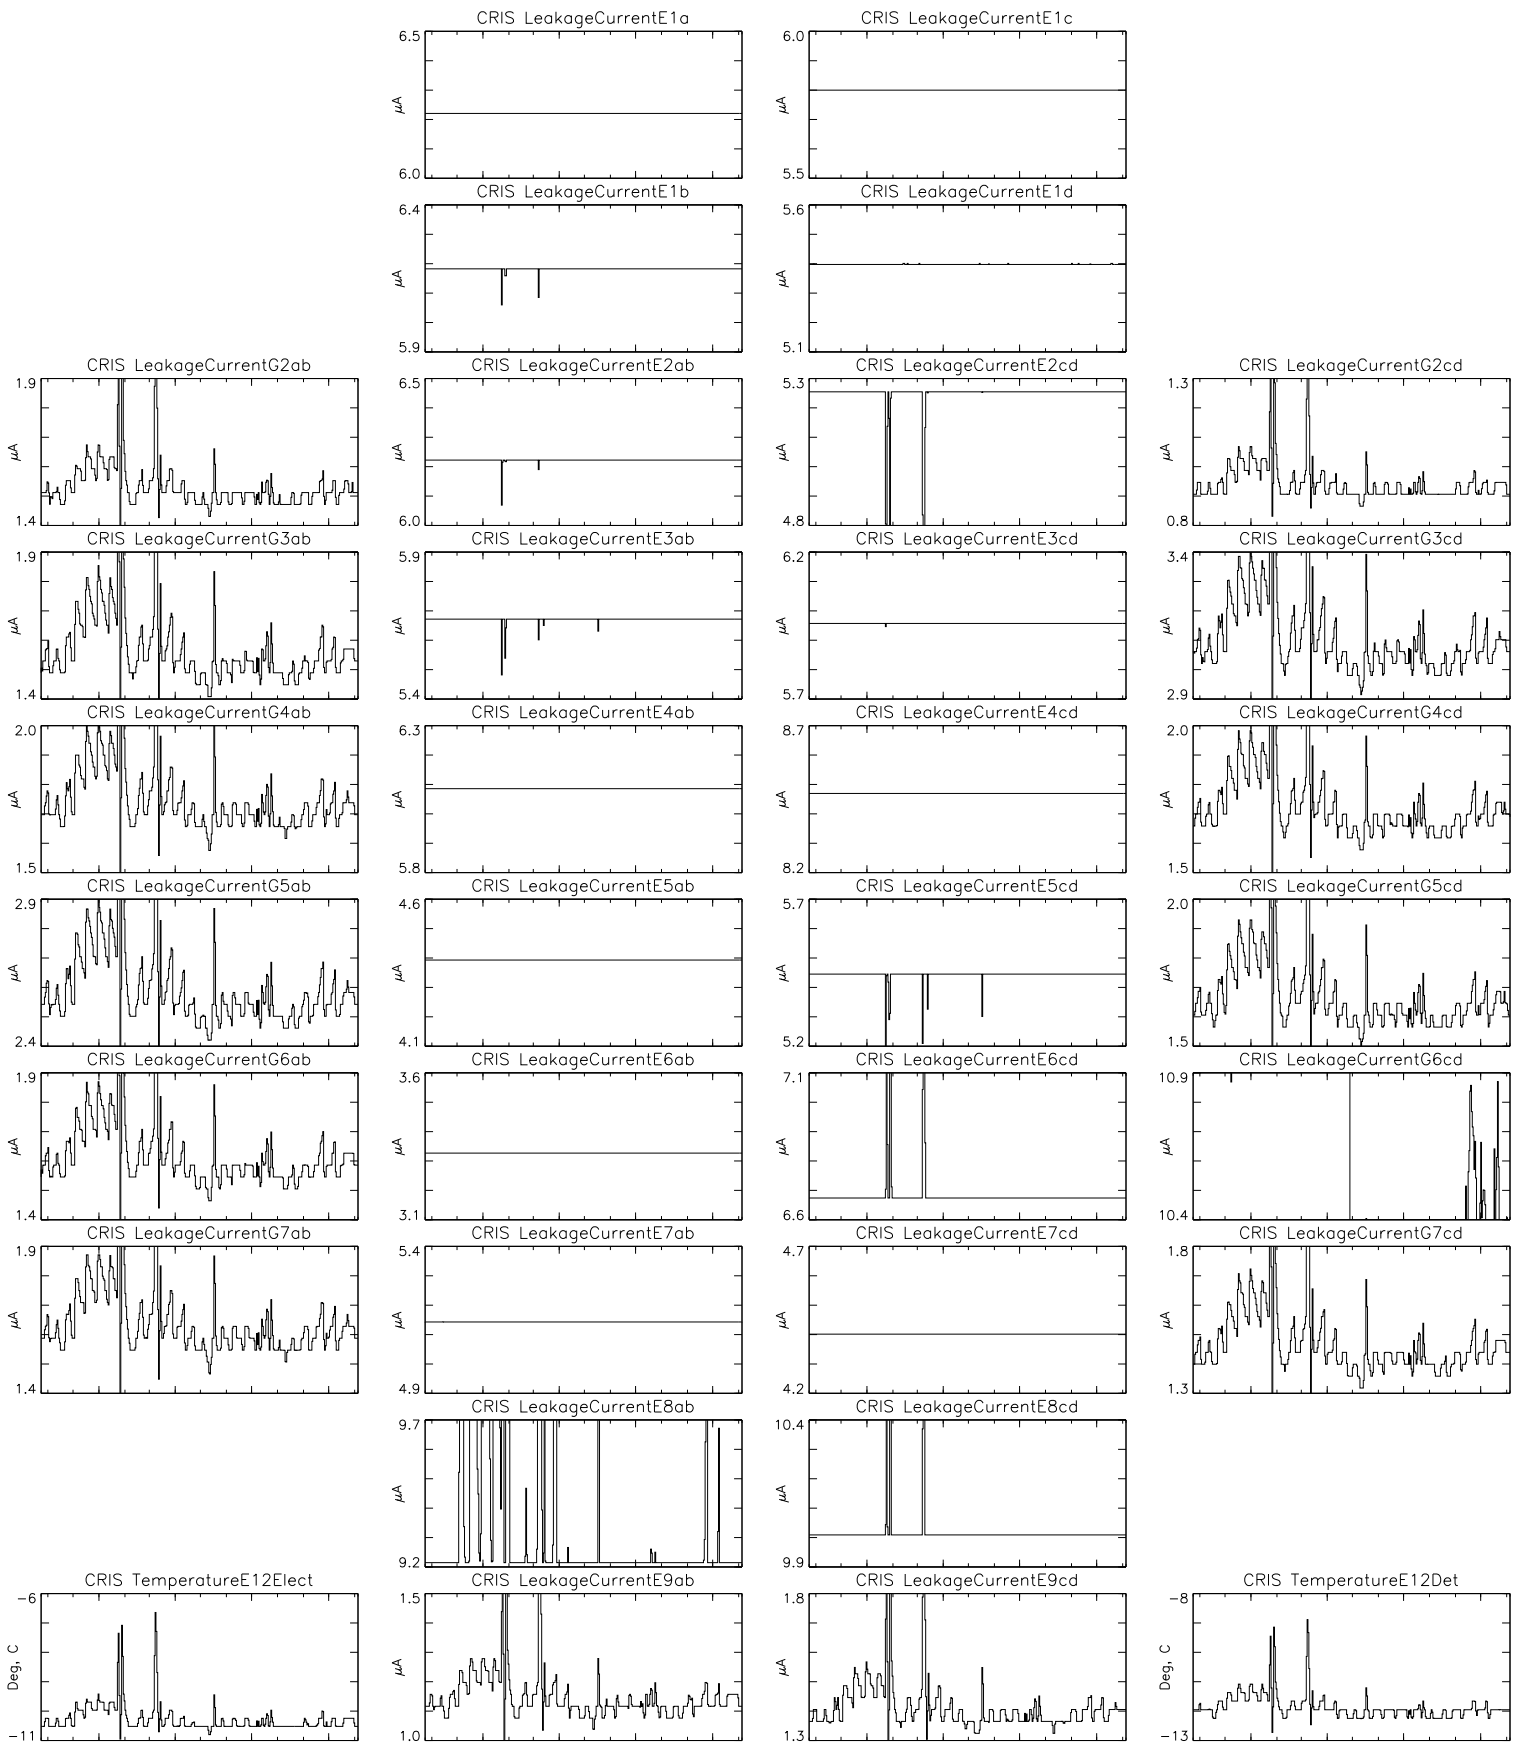 CRIS LeakageCurrentE1a
CRIS LeakageCurrentE1c
6.5
μA
6.0
6.0
μA
5.5
CRIS LeakageCurrentE1b
CRIS LeakageCurrentE1d
6.4
μA
5.9
5.6
μA
5.1
CRIS LeakageCurrentG2ab
CRIS LeakageCurrentE2ab
CRIS LeakageCurrentE2cd
CRIS LeakageCurrentG2cd
1.9
μA
1.4
6.5
μA
6.0
5.3
μA
4.8
1.3
μA
0.8
CRIS LeakageCurrentG3ab
CRIS LeakageCurrentE3ab
CRIS LeakageCurrentE3cd
CRIS LeakageCurrentG3cd
1.9
μA
1.4
5.9
μA
5.4
6.2
μA
5.7
3.4
μA
2.9
CRIS LeakageCurrentG4ab
CRIS LeakageCurrentE4ab
CRIS LeakageCurrentE4cd
CRIS LeakageCurrentG4cd
2.0
μA
1.5
6.3
μA
5.8
8.7
μA
8.2
2.0
μA
1.5
CRIS LeakageCurrentG5ab
CRIS LeakageCurrentE5ab
CRIS LeakageCurrentE5cd
CRIS LeakageCurrentG5cd
2.9
μA
2.4
4.6
μA
4.1
5.7
μA
5.2
2.0
μA
1.5
CRIS LeakageCurrentG6ab
CRIS LeakageCurrentE6ab
CRIS LeakageCurrentE6cd
CRIS LeakageCurrentG6cd
1.9
μA
1.4
3.6
μA
3.1
7.1
μA
6.6
10.9
μA
10.4
CRIS LeakageCurrentG7ab
CRIS LeakageCurrentE7ab
CRIS LeakageCurrentE7cd
CRIS LeakageCurrentG7cd
1.9
μA
1.4
5.4
μA
4.9
4.7
μA
4.2
1.8
μA
1.3
CRIS LeakageCurrentE8ab
CRIS LeakageCurrentE8cd
9.7
μA
9.2
10.4
μA
9.9
CRIS TemperatureE12Elect
CRIS LeakageCurrentE9ab
CRIS LeakageCurrentE9cd
CRIS TemperatureE12Det
−6
Deg, C
−11
1.5
μA
1.0
1.8
μA
1.3
−8
Deg, C
−13